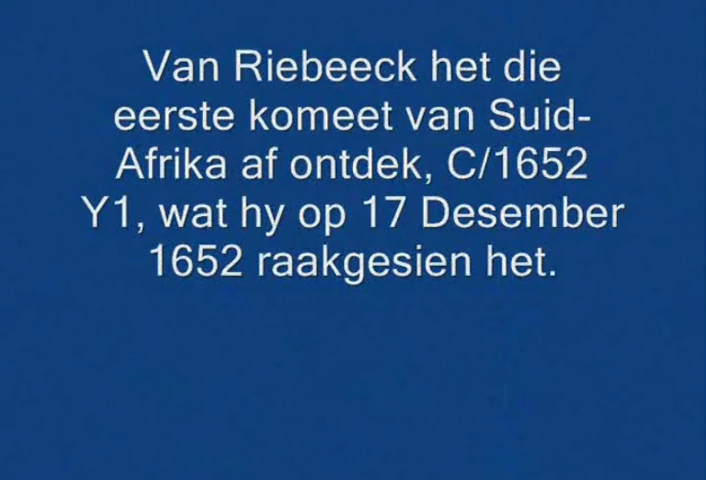 Van Riebeeck het die
eerste komeet van Suid-
Afrika af ontdek, C/1652
Y1, wat hy op 17 Desember
1652 raakgesien het.